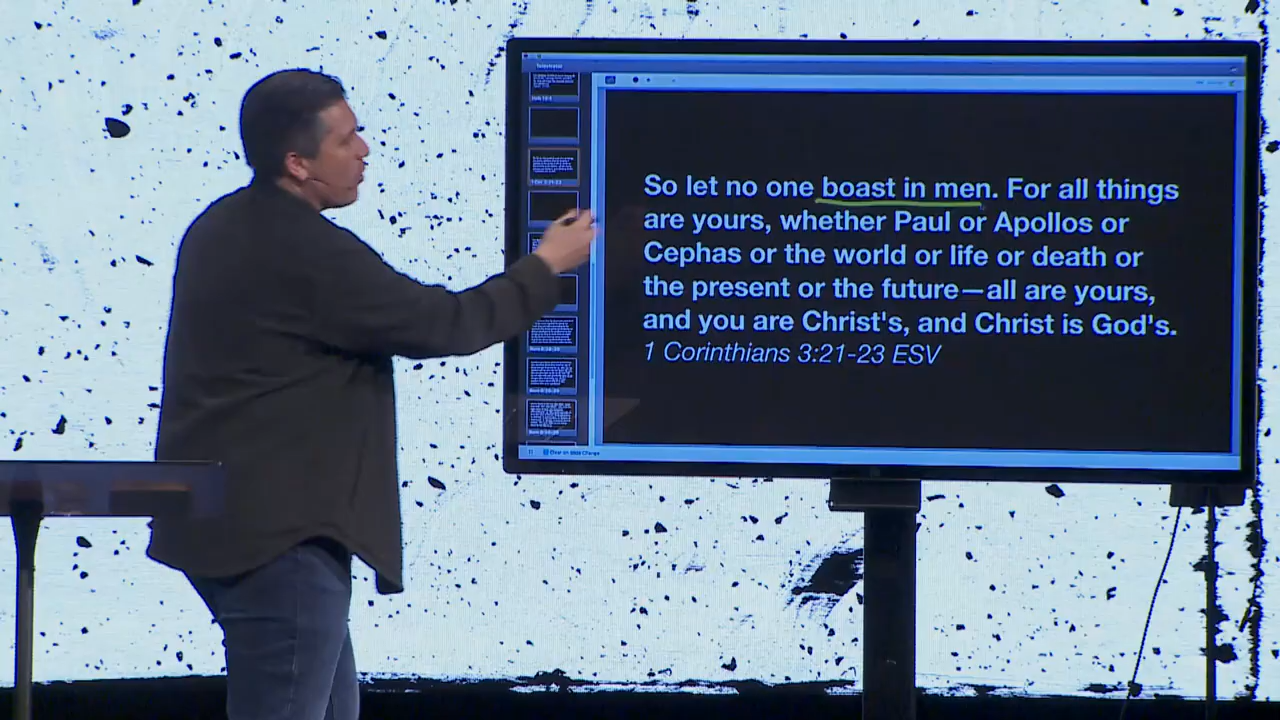 So let no one boast in men. For all things
are yours, whether Paul or Apollos or
Cephas or the world or life or death or
the present or the future—all are yours,
and you are Christ's, and Christ is God's.
1 Corinthians 3:21-23 ESV